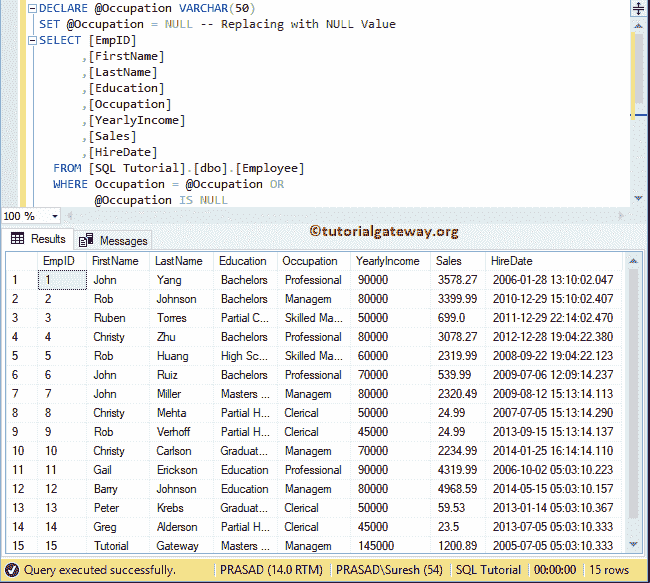 DECLARE @Occupation VARCHAR(50)
SET @Occupation = NULL -- Replacing with NULL Value
SELECT [EmpID]
,[FirstName]
,[LastName]
,[Education]
,[Occupation]
,[YearlyIncome]
,[Sales]
,[HireDate]
FROM [SQL Tutorial].[dbo].[Employee]
WHERE Occupation = @Occupation OR
@Occupation IS NULL
100 %
©tutorialgateway.org
Results Messages
EmpID FirstName LastName Education Occupation YearlyIncome Sales HireDate
1 1 John Yang Bachelors Professional 90000 3578.27 2006-01-28 13:10:02.047
2 2 Rob Johnson Bachelors Managem 80000 3399.99 2010-12-29 15:10:02.407
3 3 Ruben Torres Partial C... Skilled Ma... 50000 699.0 2011-12-29 22:14:02.470
4 4 Christy Zhu Bachelors Professional 80000 3078.27 2012-12-28 19:04:22.380
5 5 Rob Huang High Sc... Skilled Ma... 60000 2319.99 2008-09-22 19:04:22.123
6 6 John Ruiz Bachelors Professional 70000 539.99 2009-07-06 12:09:14.237
7 7 John Miller Masters ... Managem 80000 2320.49 2009-08-12 15:13:14.113
8 8 Christy Mehta Partial H... Clerical 50000 24.99 2007-07-05 15:13:14.290
9 9 Rob Verhoff Partial H... Clerical 45000 24.99 2013-09-15 15:13:14.137
10 10 Christy Carlson Graduat... Managem 70000 2234.99 2014-01-25 16:14:14.110
11 11 Gail Erickson Education Professional 90000 4319.99 2006-10-02 05:03:10.223
12 12 Barry Johnson Education Managem 80000 4968.59 2014-05-15 05:03:10.157
13 13 Peter Krebs Graduat... Clerical 50000 59.53 2013-01-14 05:03:10.367
14 14 Greg Alderson Partial H... Clerical 45000 23.5 2013-07-05 05:03:10.333
15 15 Tutorial Gateway Masters ... Managem 145000 1200.89 2005-07-05 05:03:10.333
Query executed successfully. PRASAD (14.0 RTM) PRASAD\Suresh (54) SQL Tutorial 00:00:00 15 rows